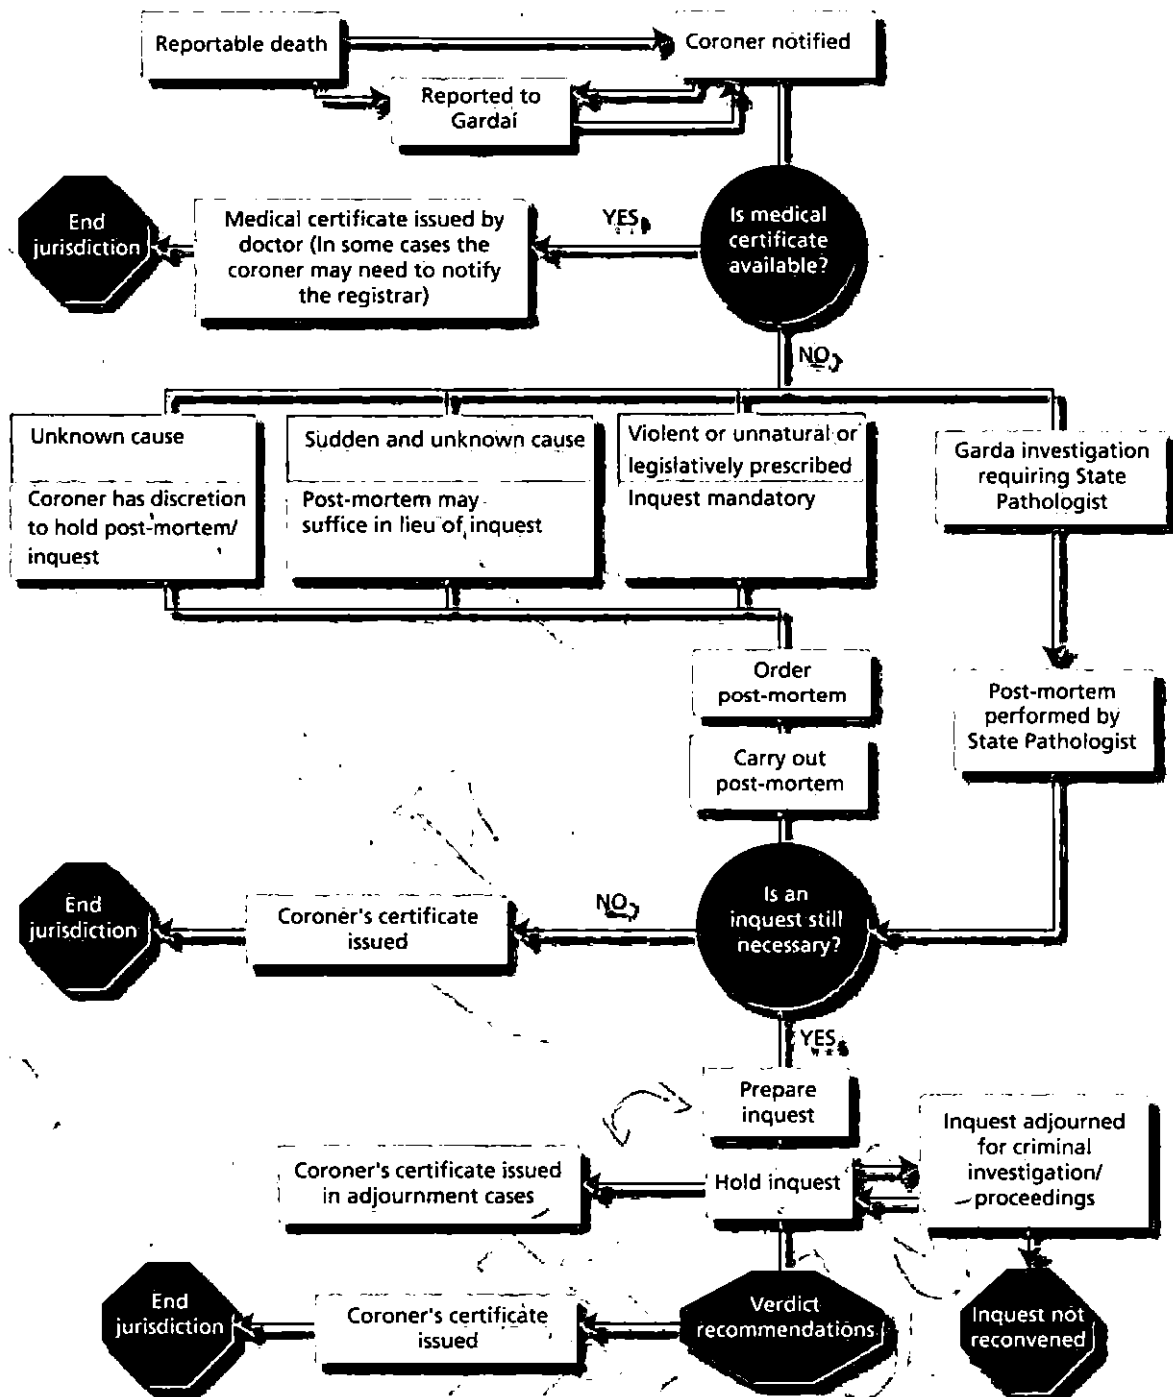 Reportable death
Coroner notified
Reported to
Gardaí
End
jurisdiction
Medical certificate issued by
doctor (In some cases the
coroner may need to notify
the registrar)
YES
Is medical
certificate
available?
NO
Unknown cause
Coroner has discretion
to hold post-mortem/
inquest
Sudden and unknown cause
Post-mortem may
suffice in lieu of inquest
Violent or unnatural or
legislatively prescribed
Inquest mandatory
Garda investigation
requiring State
Pathologist
Order
post-mortem
Post-mortem
performed by
State Pathologist
Carry out
post-mortem
End
jurisdiction
Coroner's certificate
issued
NO
Is an
inquest still
necessary?
YES
Prepare
inquest
Coroner's certificate issued
in adjournment cases
Hold inquest
Inquest adjourned
for criminal
investigation/
proceedings
End
jurisdiction
Coroner's certificate
issued
Verdict
recommendations
Inquest not
reconvened